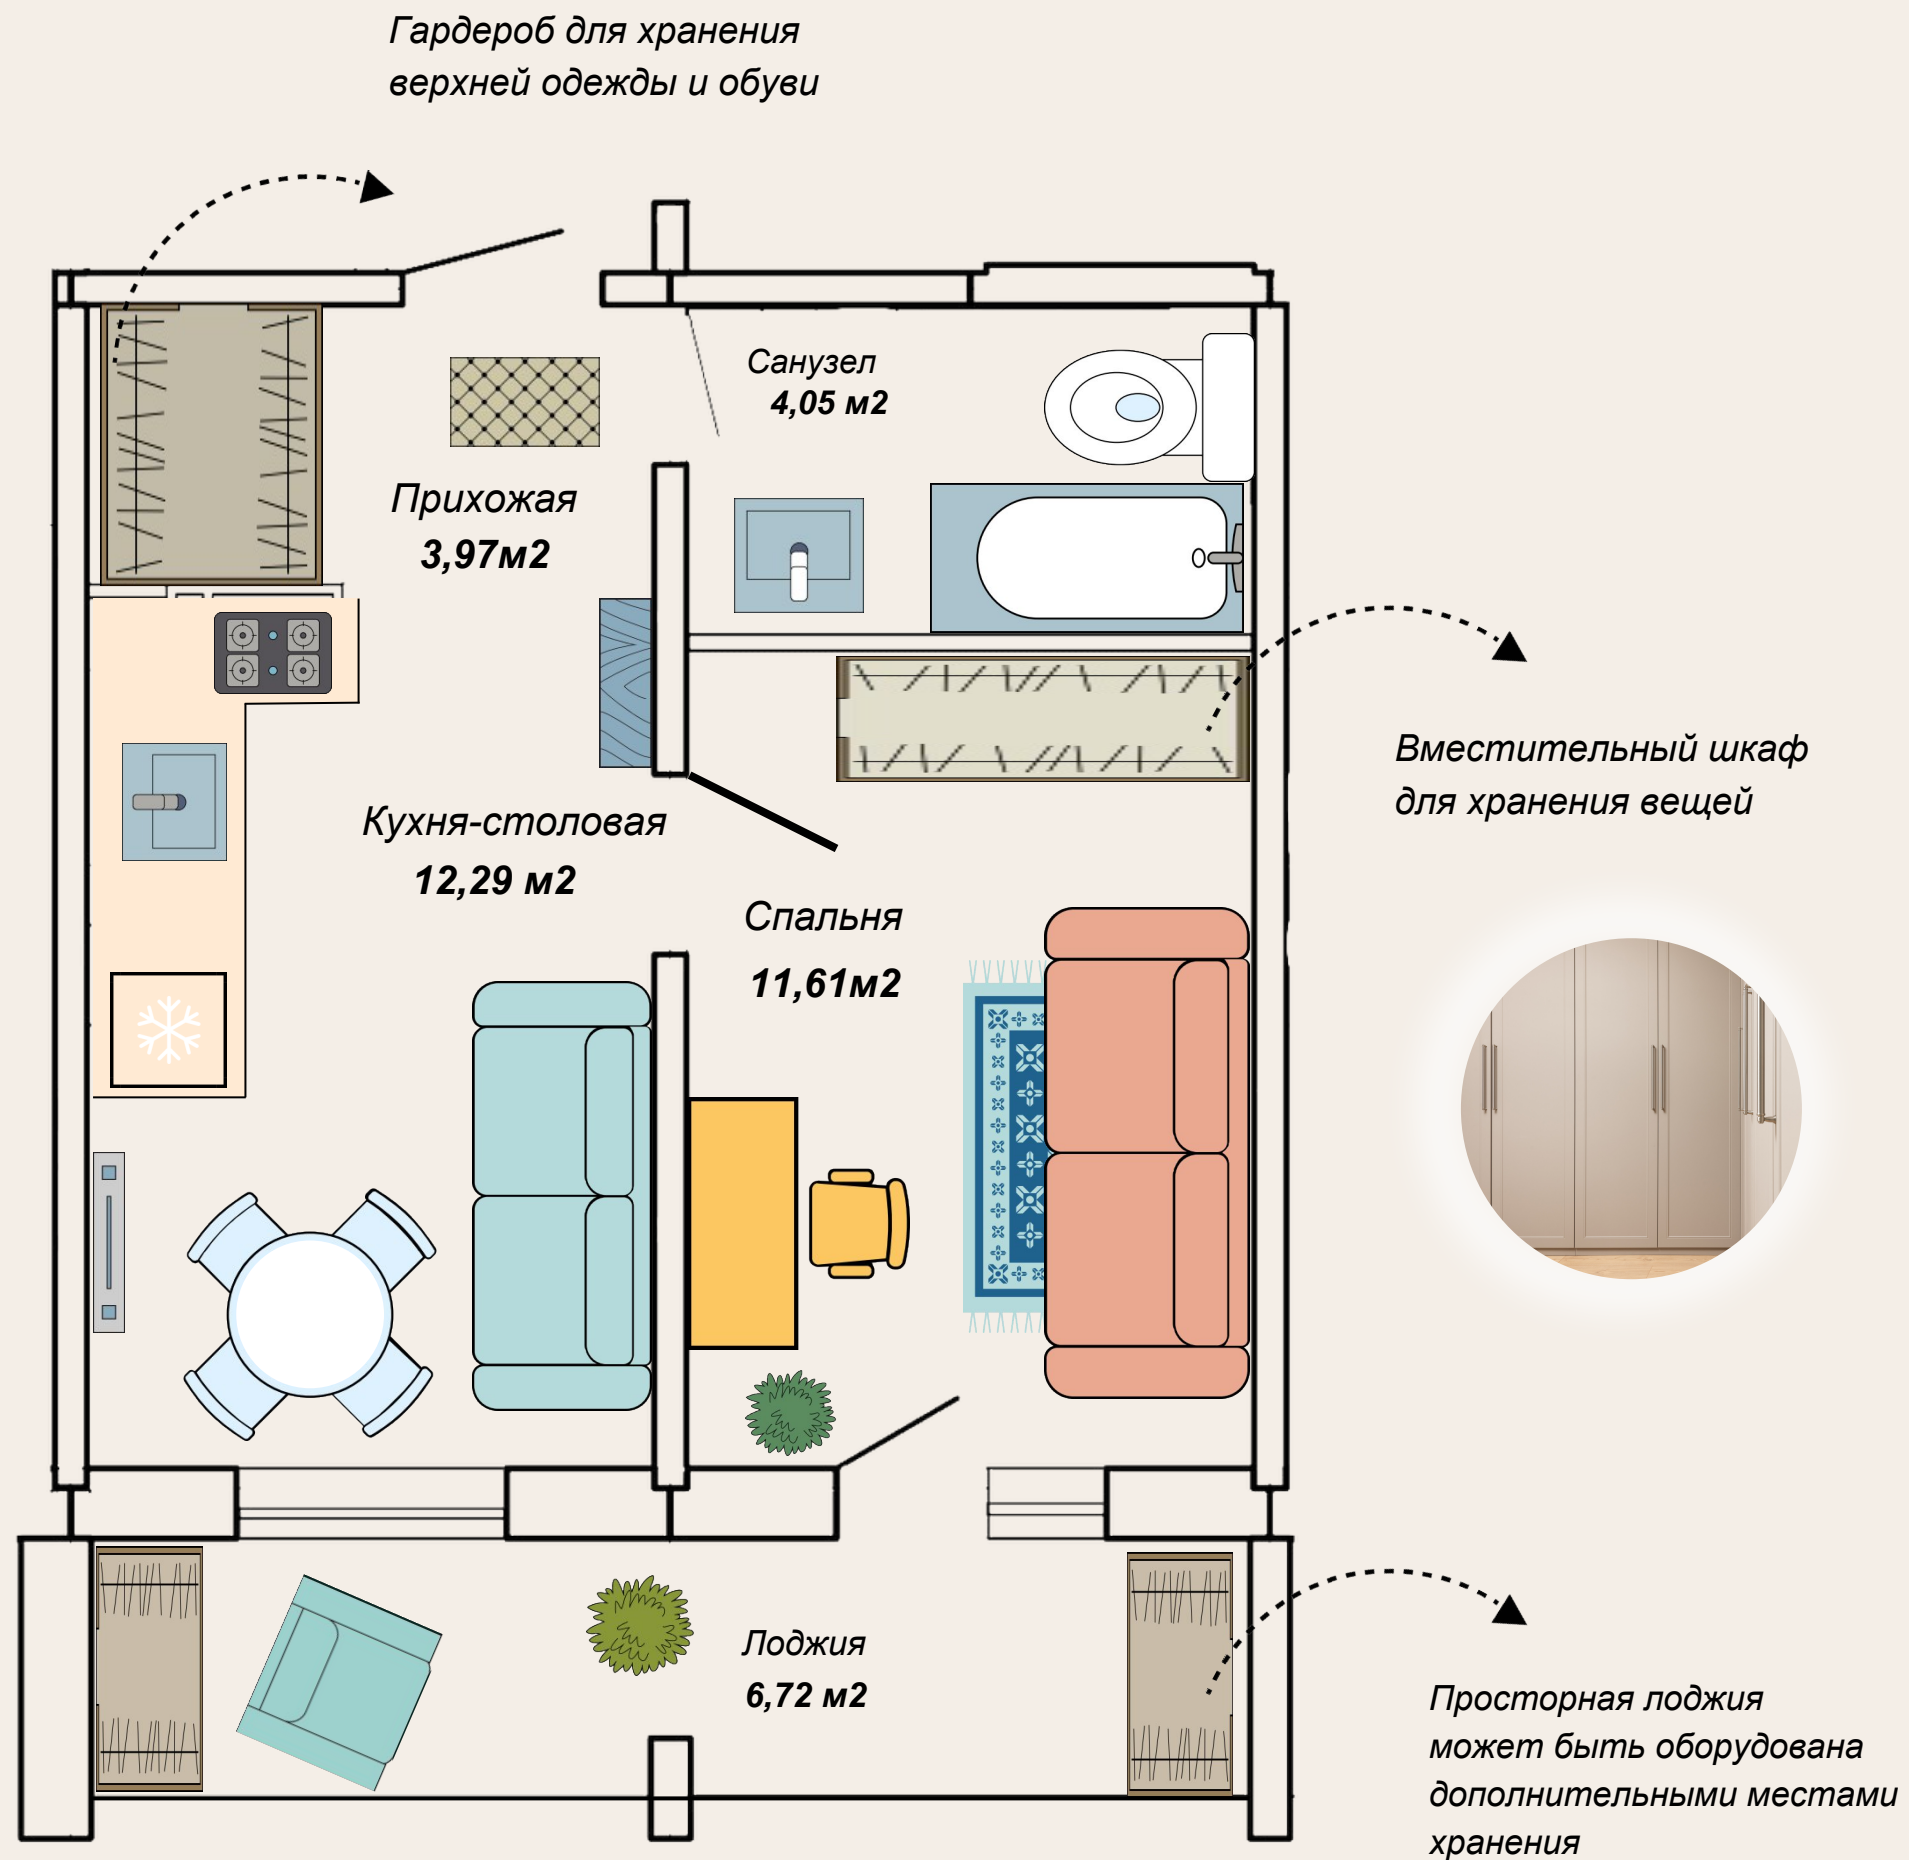 Гардероб для хранения
верхней одежды и обуви
Санузел
4,05 м2
Прихожая
3,97м2
Вместительный шкаф
для хранения вещей
Кухня-столовая
12,29 м2
Спальня
11,61м2
Лоджия
6,72 м2
Просторная лоджия
может быть оборудована
дополнительными местами
хранения